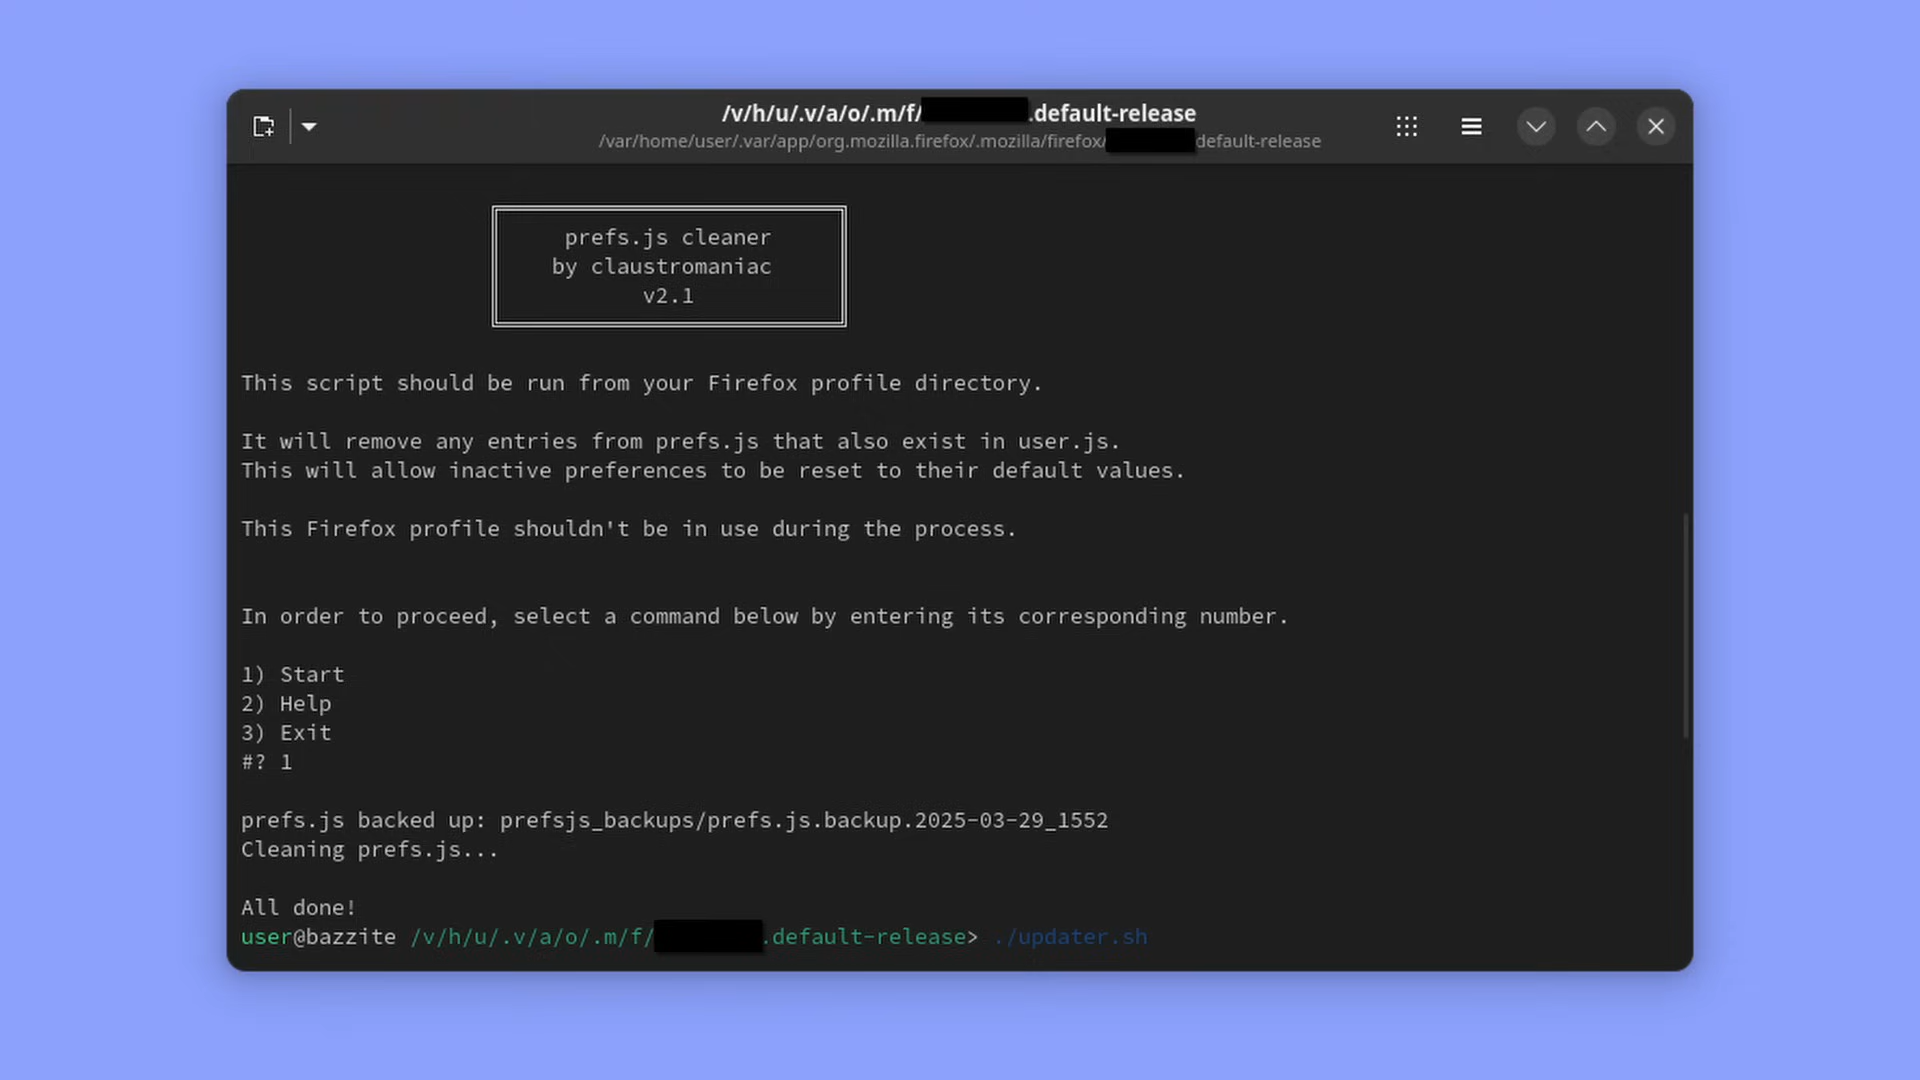 /v/h/u/.v/a/o/.m/f/ .default-release
/var/home/user/.var/app/org.mozilla.firefox/.mozilla/firefox/ default-release
prefs.js cleaner
by claustromaniac
v2.1
This script should be run from your Firefox profile directory.
It will remove any entries from prefs.js that also exist in user.js.
This will allow inactive preferences to be reset to their default values.
This Firefox profile shouldn't be in use during the process.
In order to proceed, select a command below by entering its corresponding number.
1) Start
2) Help
3) Exit
#? 1
prefs.js backed up: prefsjs_backups/prefs.js.backup.2025-03-29_1552
Cleaning prefs.js...
All done!
user@bazzite /v/h/u/.v/a/o/.m/f/ .default-release> ./updater.sh